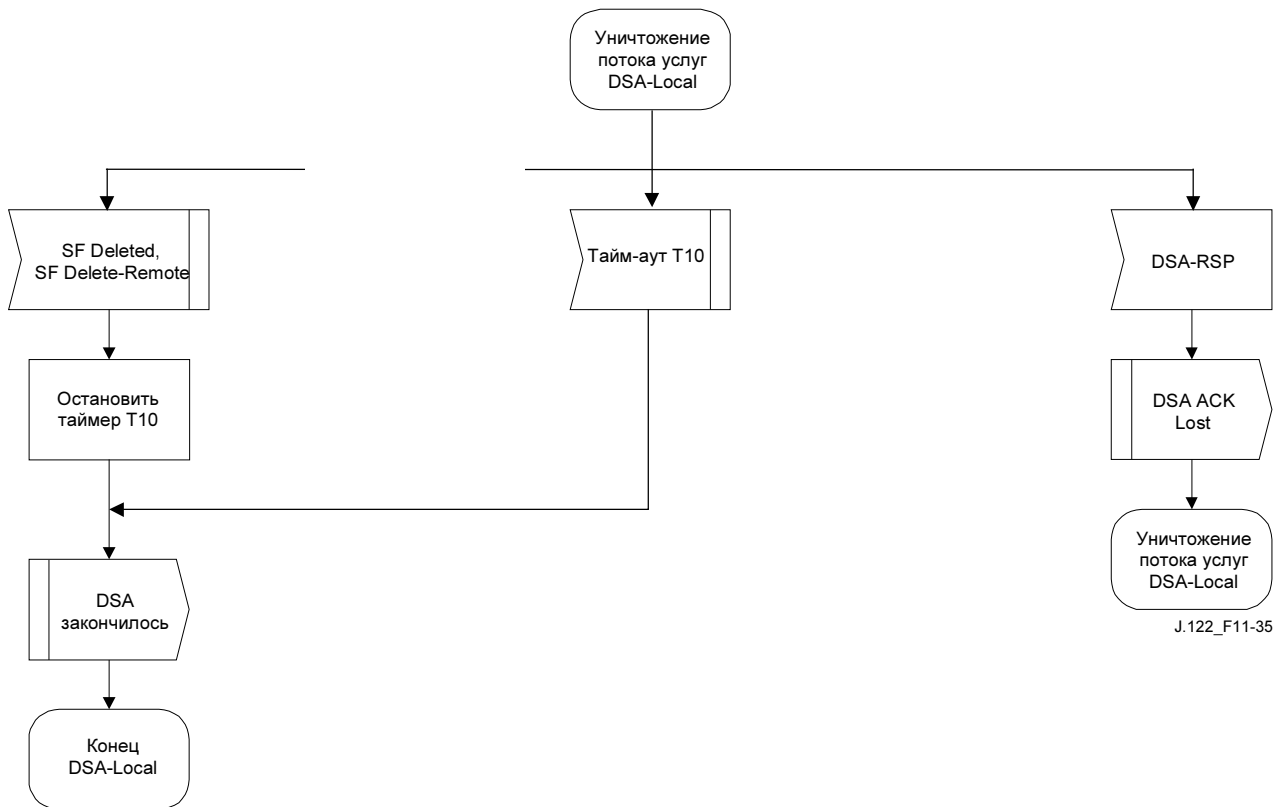 Уничтожение
потока услуг
DSA-Local
SF Deleted,
SF Delete-Remote
Тайм-аут T10
DSA-RSP
Остановить
таймер T10
DSA ACK
Lost
Уничтожение
потока услуг
DSA-Local
J.122_F11-35
DSA
закончилось
Конец
DSA-Local